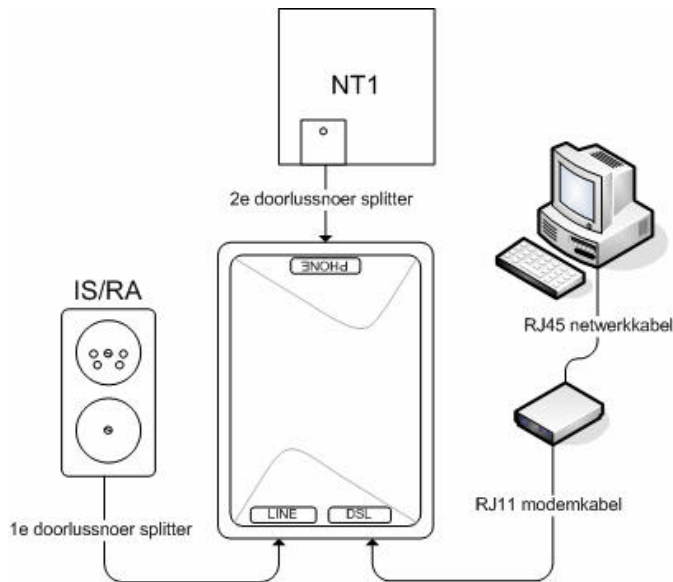 NT1
2e doorlussnoer splitter
PHONE
IS/RA
RJ45 netwerkkabel
RJ11 modemkabel
LINE
DSL
1e doorlussnoer splitter